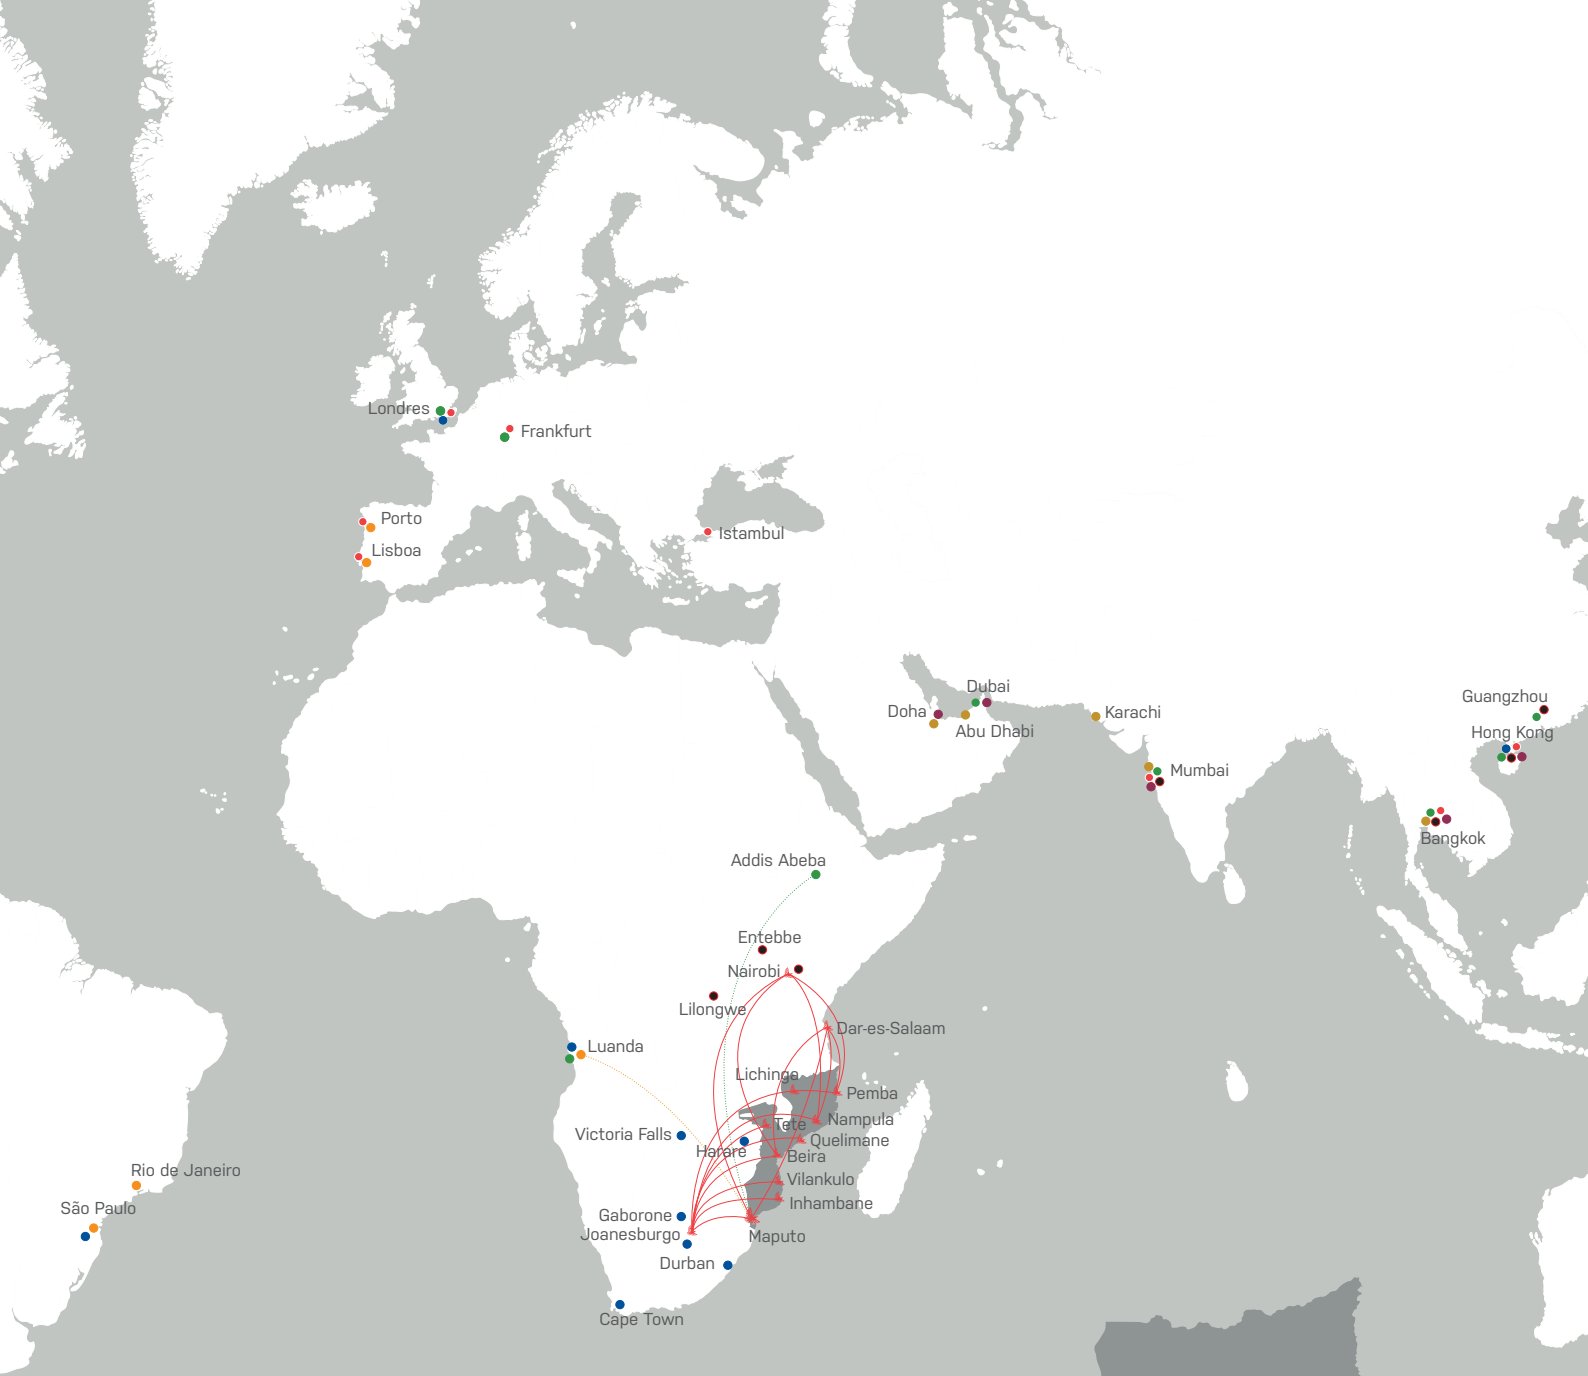 Londres
Frankfurt
Porto
Istambul
Lisboa
Dubai
Guangzhou
Doha
Karachi
Abu Dhabi
Hong Kong
Mumbai
Bangkok
Addis Abeba
Entebbe
Nairobi
Lilongwe
Dar-es-Salaam
Luanda
Lichinga
Pemba
Nampula
Tete
Victoria Falls
Quelimane
Harare
Beira
Rio de Janeiro
Vilankulo
Inhambane
São Paulo
Gaborone
Joanesburgo
Maputo
Durban
Cape Town